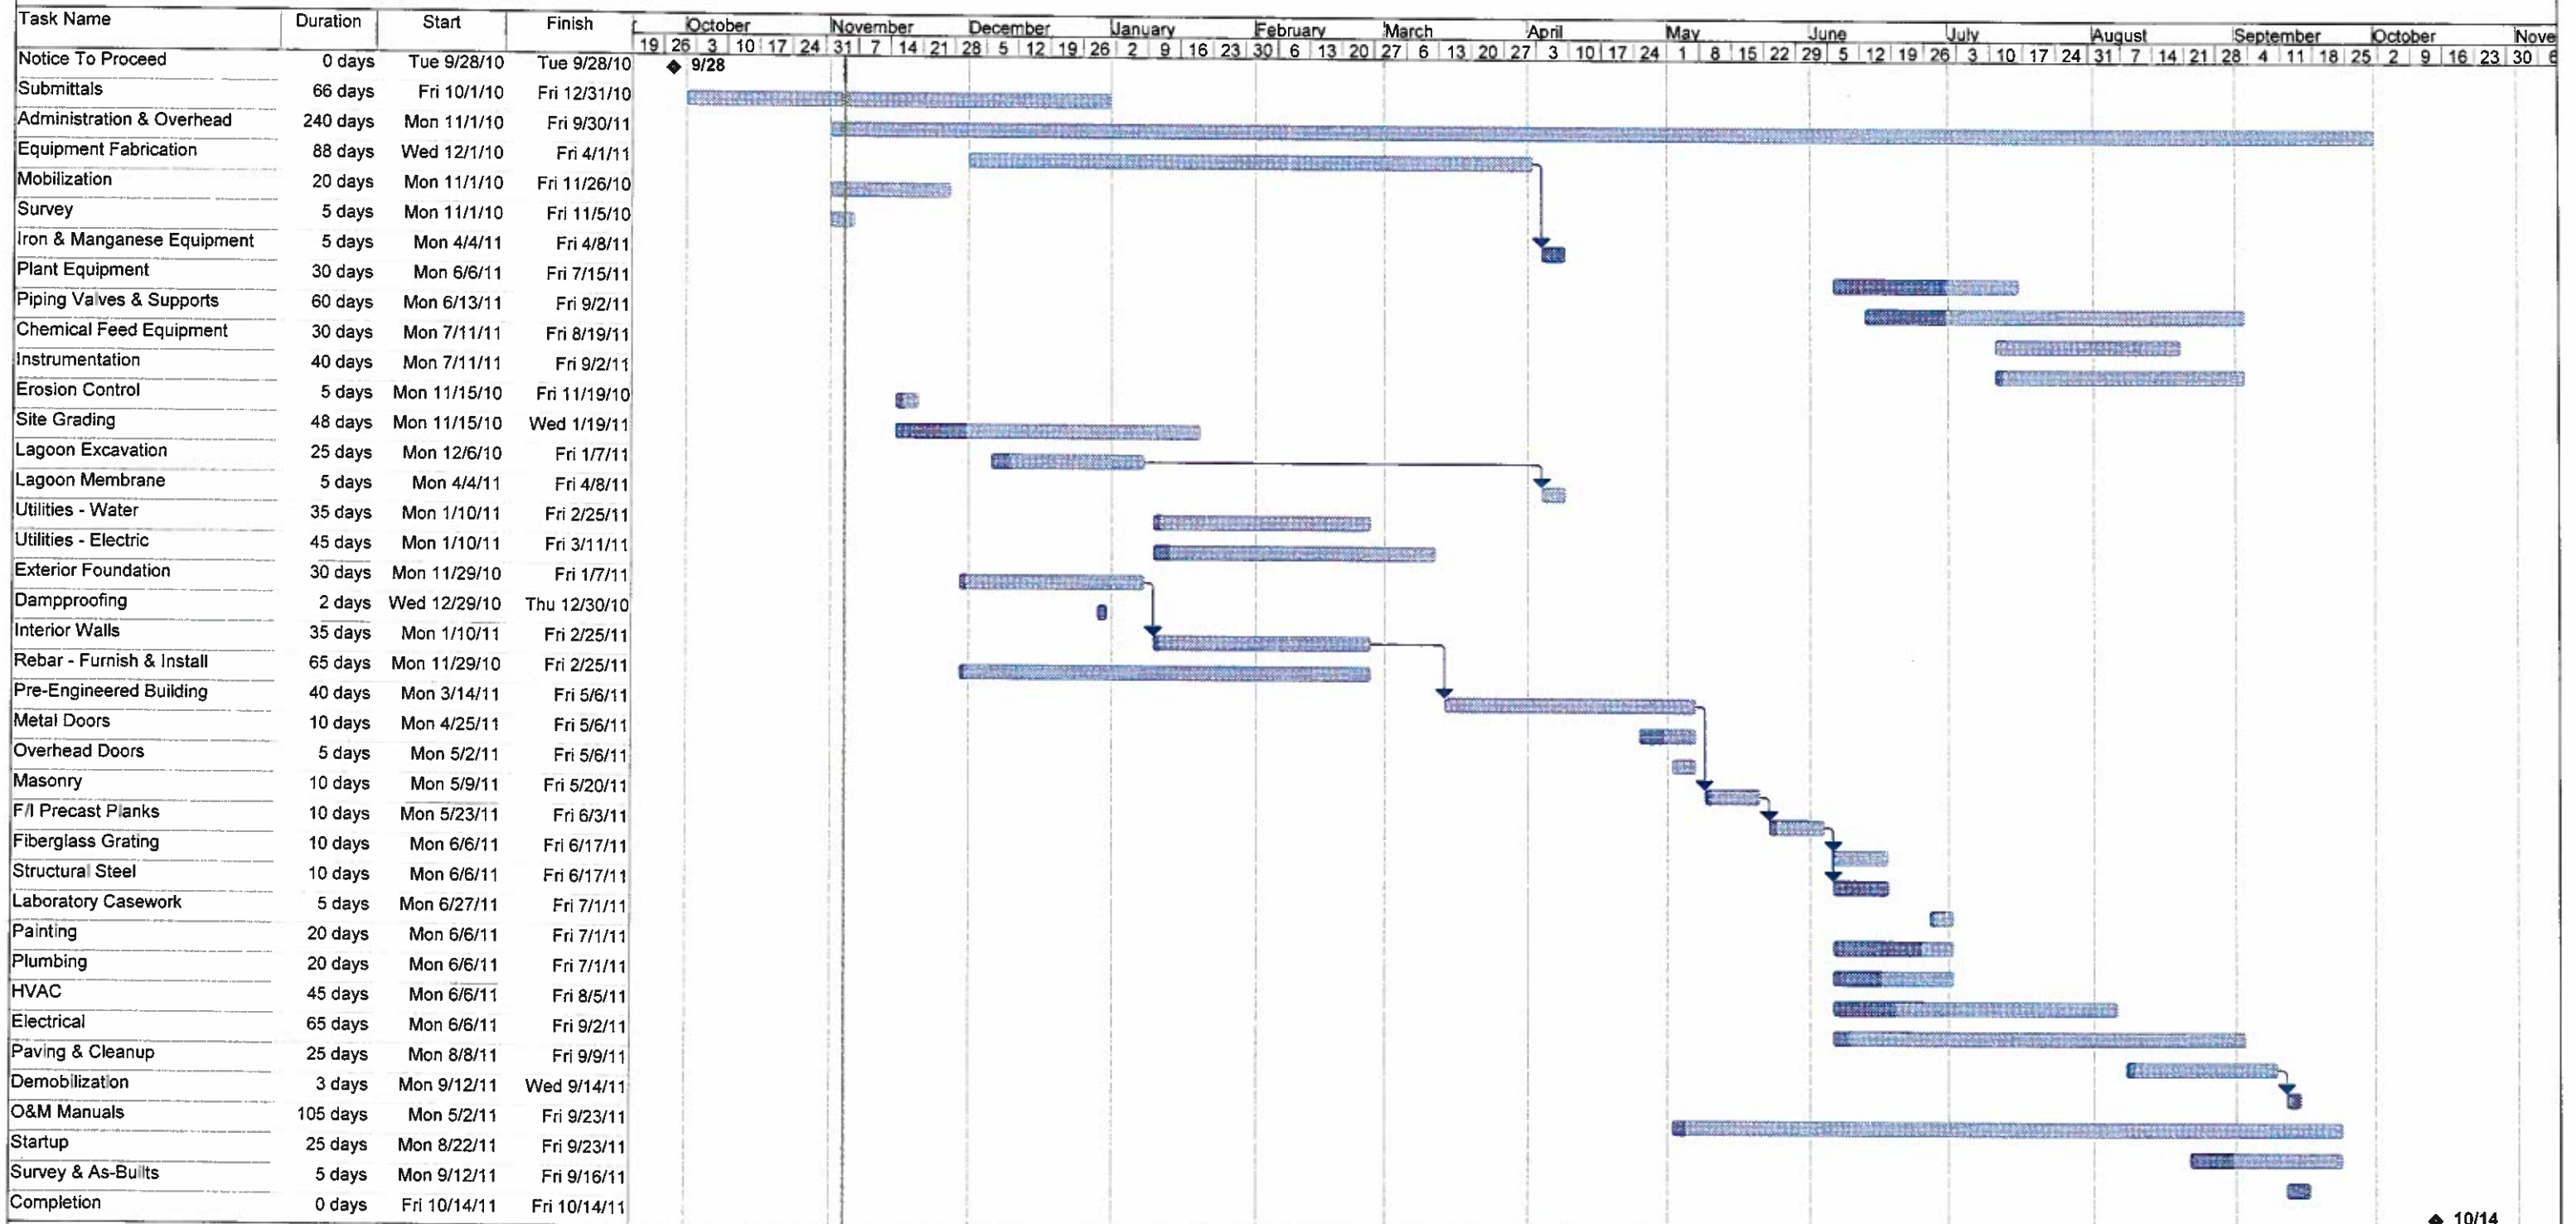 Task Name Duration Start Finish October November December January February March April May June July August September October Nove
19 26 3 10 17 24 31 7 14 21 28 5 12 19 26 2 9 16 23 30 6 13 20 27 6 13 20 27 3 10 17 24 1 8 15 22 29 5 12 19 26 3 10 17 24 31 7 14 21 28 4 11 18 25 2 9 16 23 30 6
Notice To Proceed 0 days Tue 9/28/10 Tue 9/28/10 9/28
Submittals 66 days Fri 10/1/10 Fri 12/31/10
Administration & Overhead 240 days Mon 11/1/10 Fri 9/30/11
Equipment Fabrication 88 days Wed 12/1/10 Fri 4/1/11
Mobilization 20 days Mon 11/1/10 Fri 11/26/10
Survey 5 days Mon 11/1/10 Fri 11/5/10
Iron & Manganese Equipment 5 days Mon 4/4/11 Fri 4/8/11
Plant Equipment 30 days Mon 6/6/11 Fri 7/15/11
Piping Valves & Supports 60 days Mon 6/13/11 Fri 9/2/11
Chemical Feed Equipment 30 days Mon 7/11/11 Fri 8/19/11
Instrumentation 40 days Mon 7/11/11 Fri 9/2/11
Erosion Control 5 days Mon 11/15/10 Fri 11/19/10
Site Grading 48 days Mon 11/15/10 Wed 1/19/11
Lagoon Excavation 25 days Mon 12/6/10 Fri 1/7/11
Lagoon Membrane 5 days Mon 4/4/11 Fri 4/8/11
Utilities - Water 35 days Mon 1/10/11 Fri 2/25/11
Utilities - Electric 45 days Mon 1/10/11 Fri 3/11/11
Exterior Foundation 30 days Mon 11/29/10 Fri 1/7/11
Dampproofing 2 days Wed 12/29/10 Thu 12/30/10
Interior Walls 35 days Mon 1/10/11 Fri 2/25/11
Rebar - Furnish & Install 65 days Mon 11/29/10 Fri 2/25/11
Pre-Engineered Building 40 days Mon 3/14/11 Fri 5/6/11
Metal Doors 10 days Mon 4/25/11 Fri 5/6/11
Overhead Doors 5 days Mon 5/2/11 Fri 5/6/11
Masonry 10 days Mon 5/9/11 Fri 5/20/11
F/I Precast Planks 10 days Mon 5/23/11 Fri 6/3/11
Fiberglass Grating 10 days Mon 6/6/11 Fri 6/17/11
Structural Steel 10 days Mon 6/6/11 Fri 6/17/11
Laboratory Casework 5 days Mon 6/27/11 Fri 7/1/11
Painting 20 days Mon 6/6/11 Fri 7/1/11
Plumbing 20 days Mon 6/6/11 Fri 7/1/11
HVAC 45 days Mon 6/6/11 Fri 8/5/11
Electrical 65 days Mon 6/6/11 Fri 9/2/11
Paving & Cleanup 25 days Mon 8/8/11 Fri 9/9/11
Demobilization 3 days Mon 9/12/11 Wed 9/14/11
O&M Manuals 105 days Mon 5/2/11 Fri 9/23/11
Startup 25 days Mon 8/22/11 Fri 9/23/11
Survey & As-Builts 5 days Mon 9/12/11 Fri 9/16/11
Completion 0 days Fri 10/14/11 Fri 10/14/11 10/14